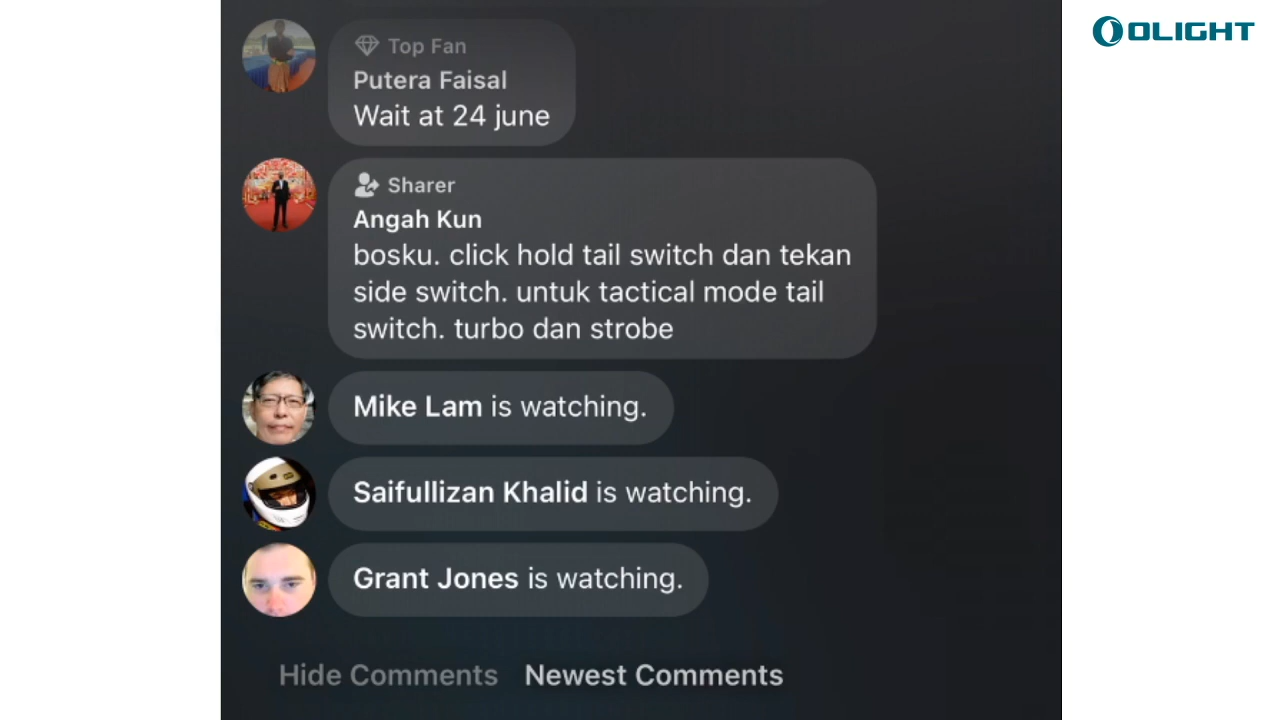 OLIGHT
Top Fan
Putera Faisal
Wait at 24 june
Sharer
Angah Kun
bosku. click hold tail switch dan tekan
side switch. untuk tactical mode tail
switch. turbo dan strobe
Mike Lam is watching.
Saifullizan Khalid is watching.
Grant Jones is watching.
Hide Comments Newest Comments